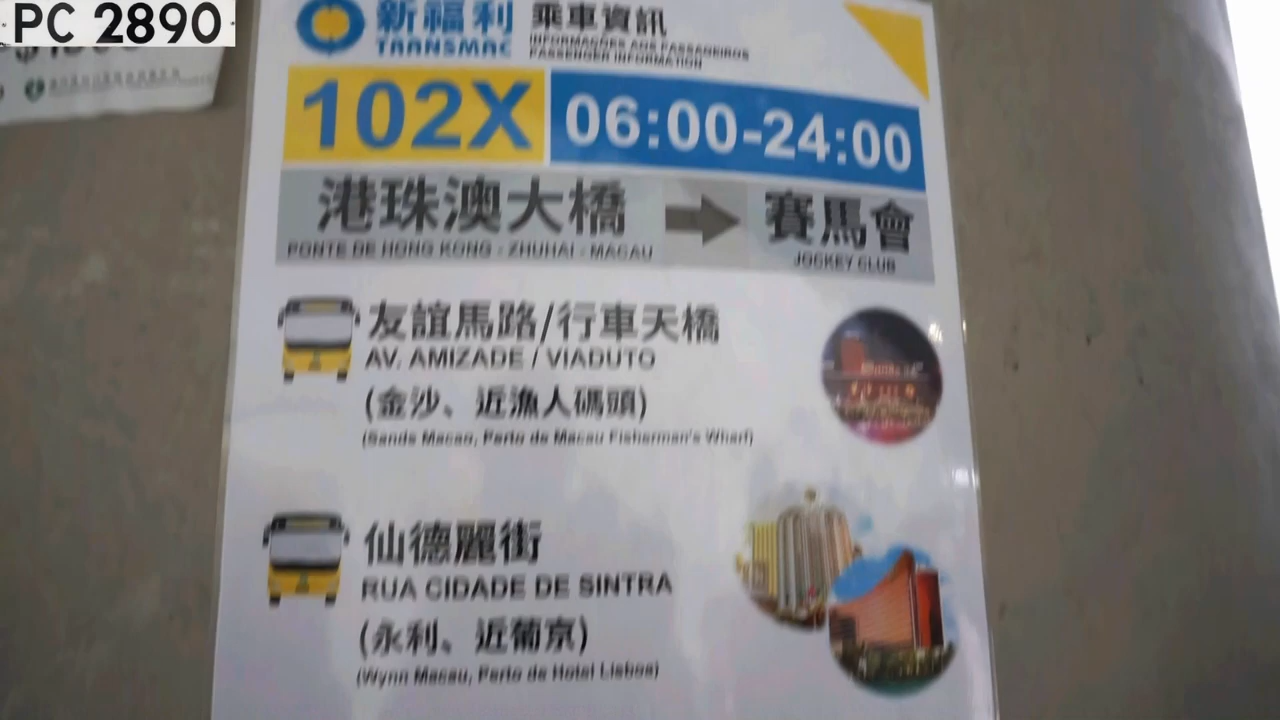 PC 2890
新福利
TRANSMAC
乘車資訊
INFORMAÇÕES AOS PASSAGEIROS
PASSENGER INFORMATION
102X
06:00-24:00
港珠澳大橋 → 賽馬會
PONTE DE HONG KONG - ZHUHAI - MACAU
JOCKEY CLUB
友誼馬路/行車天橋
AV. AMIZADE / VIADUTO
(金沙、近漁人碼頭)
(Sands Macao, Perto da Macau Fisherman's Wharf)
仙德麗街
RUA CIDADE DE SINTRA
(永利、近葡京)
(Wynn Macau, Perto de Hotel Lisboa)